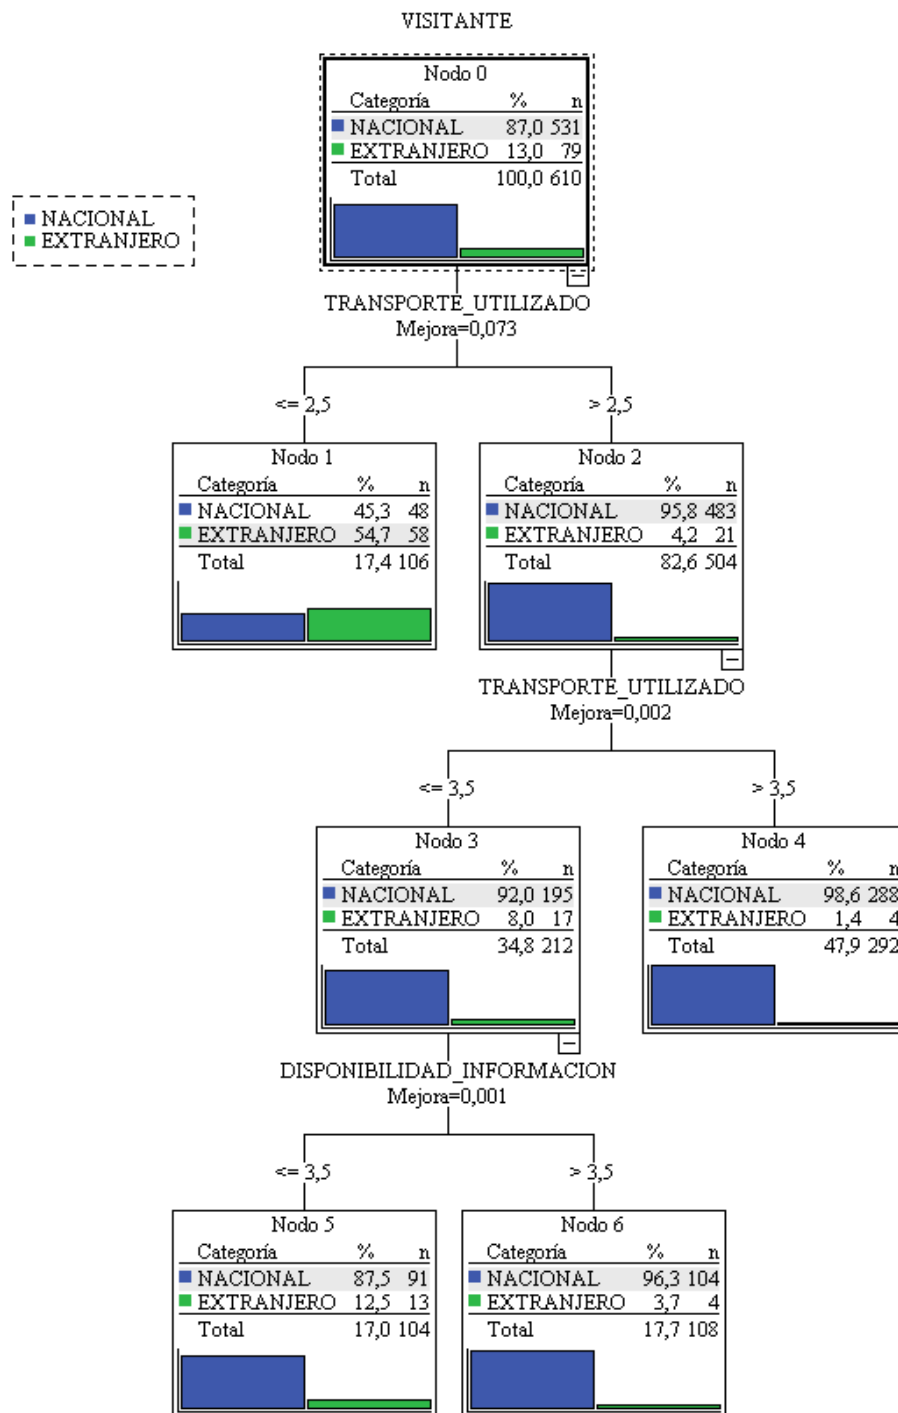 VISITANTE
Nodo 0
Categoría % n
NACIONAL 87,0 531
EXTRANJERO 13,0 79
Total 100,0 610
NACIONAL
EXTRANJERO
TRANSPORTE_UTILIZADO
Mejora=0,073
<= 2,5 > 2,5
Nodo 1
Categoría % n
NACIONAL 45,3 48
EXTRANJERO 54,7 58
Total 17,4 106
Nodo 2
Categoría % n
NACIONAL 95,8 483
EXTRANJERO 4,2 21
Total 82,6 504
TRANSPORTE_UTILIZADO
Mejora=0,002
<= 3,5 > 3,5
Nodo 3
Categoría % n
NACIONAL 92,0 195
EXTRANJERO 8,0 17
Total 34,8 212
Nodo 4
Categoría % n
NACIONAL 98,6 288
EXTRANJERO 1,4 4
Total 47,9 292
DISPONIBILIDAD_INFORMACION
Mejora=0,001
<= 3,5 > 3,5
Nodo 5
Categoría % n
NACIONAL 87,5 91
EXTRANJERO 12,5 13
Total 17,0 104
Nodo 6
Categoría % n
NACIONAL 96,3 104
EXTRANJERO 3,7 4
Total 17,7 108